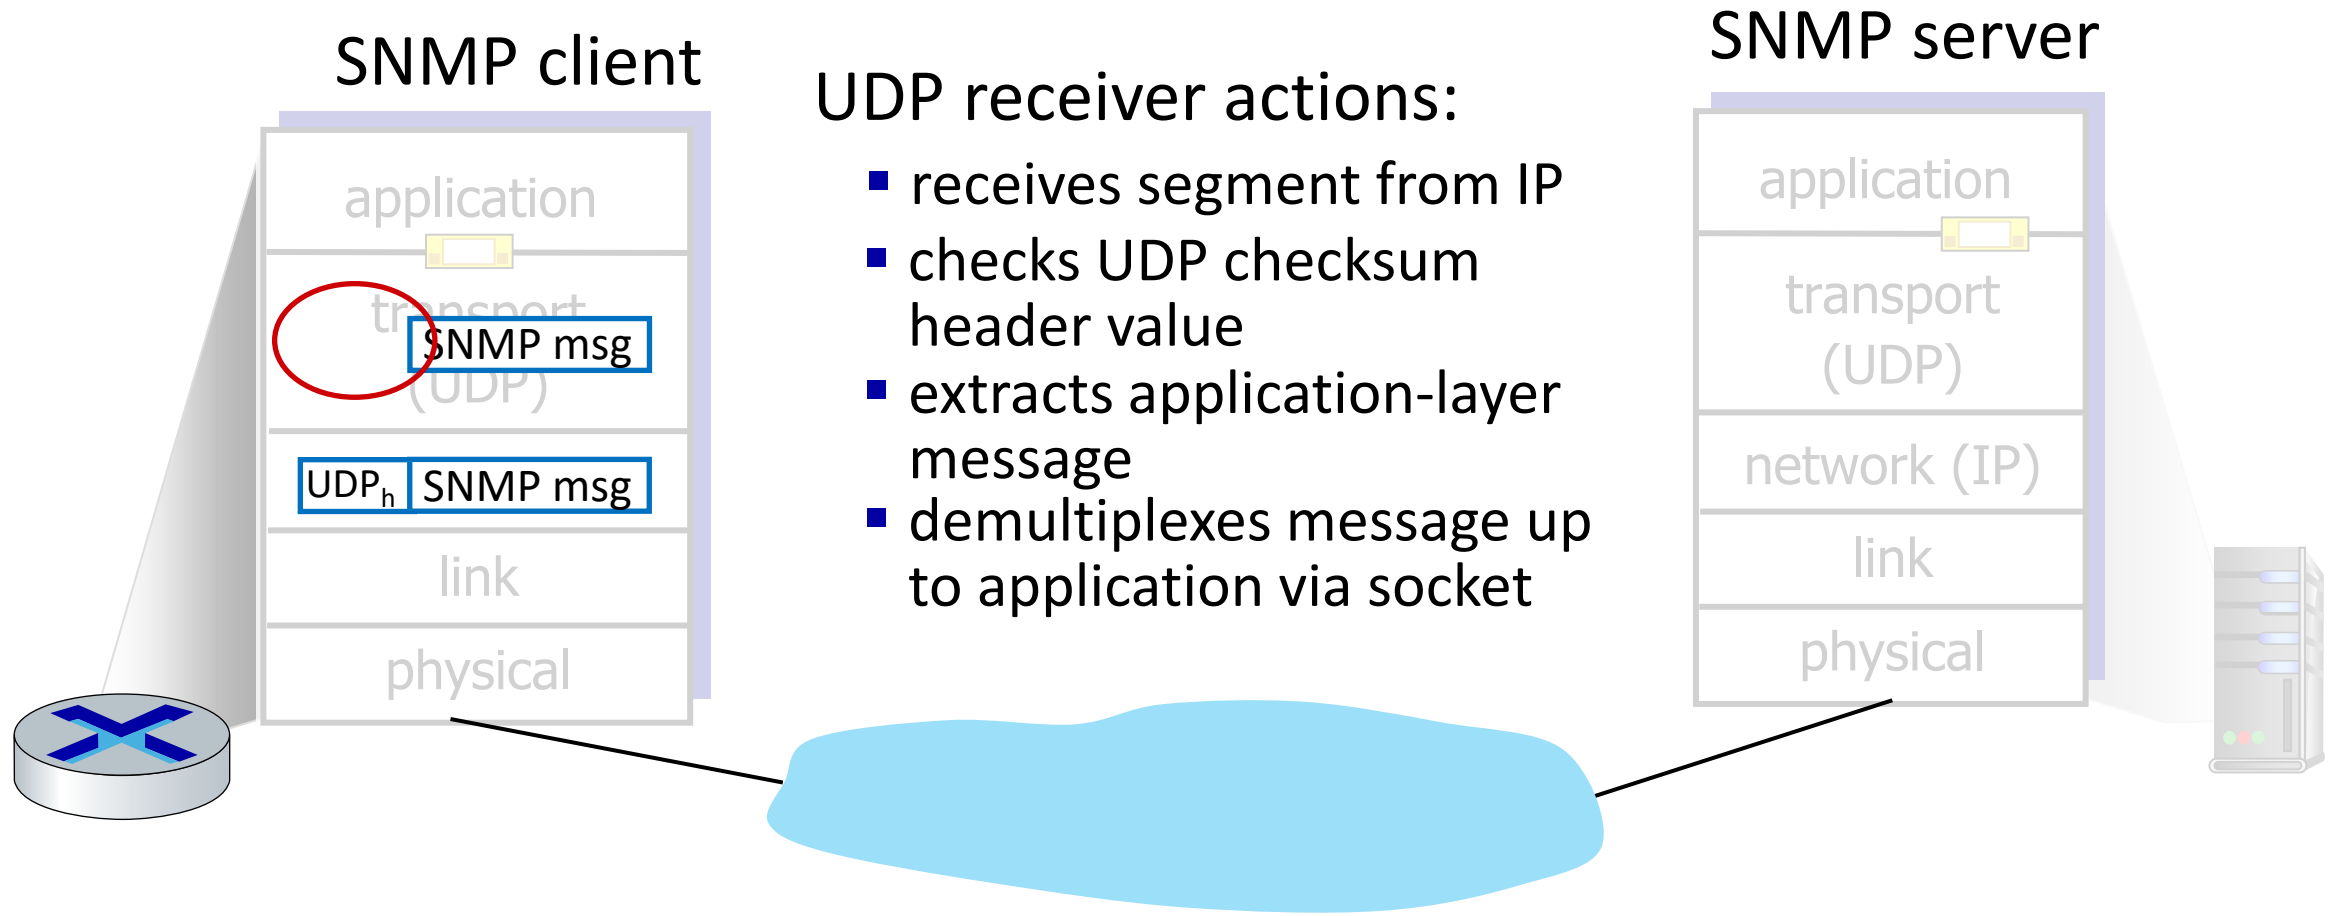 SNMP client
application
transport
SNMP msg
(UDP)
UDPh SNMP msg
link
physical
UDP receiver actions:
receives segment from IP
checks UDP checksum
header value
extracts application-layer
message
demultiplexes message up
to application via socket
SNMP server
application
transport
(UDP)
network (IP)
link
physical